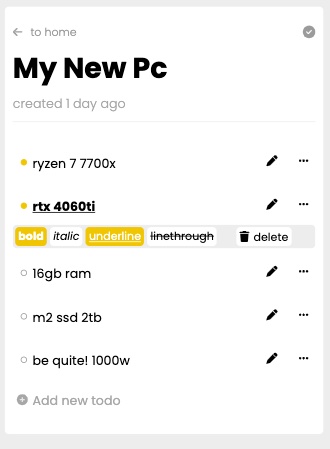 to home
My New Pc
created 1 day ago
ryzen 7 7700x
rtx 4060ti
bold italic underline linethrough delete
16gb ram
m2 ssd 2tb
be quite! 1000w
Add new todo